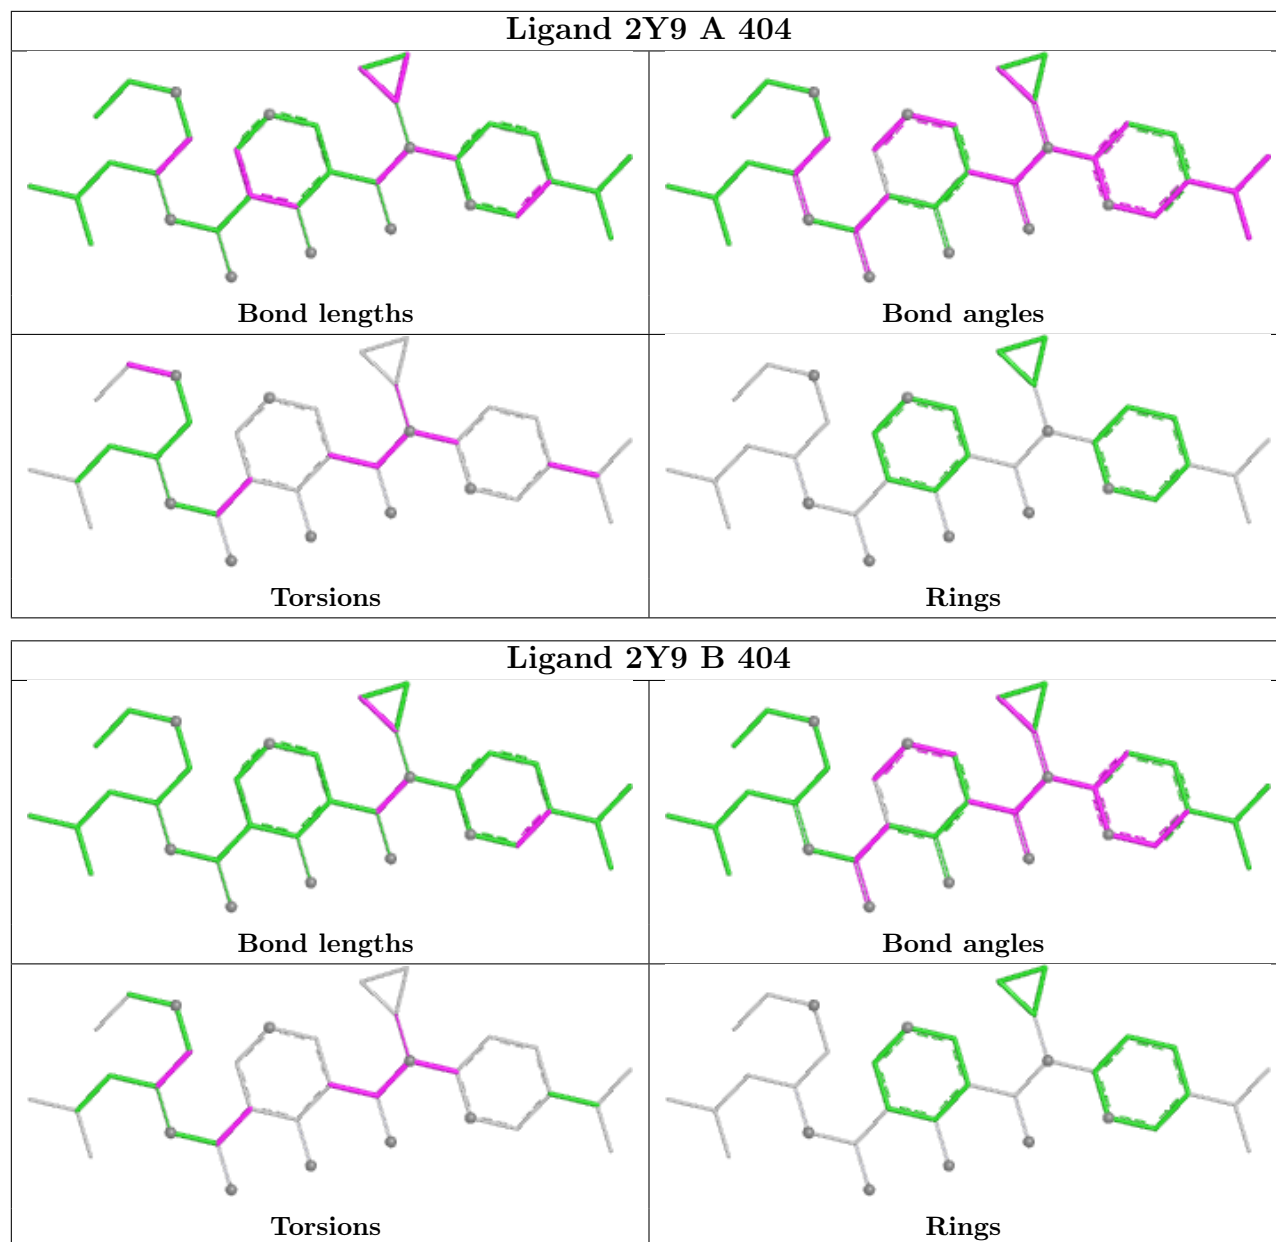 Ligand 2Y9 A 404
Bond lengths
Bond angles
Torsions
Rings
Ligand 2Y9 B 404
Bond lengths
Bond angles
Torsions
Rings